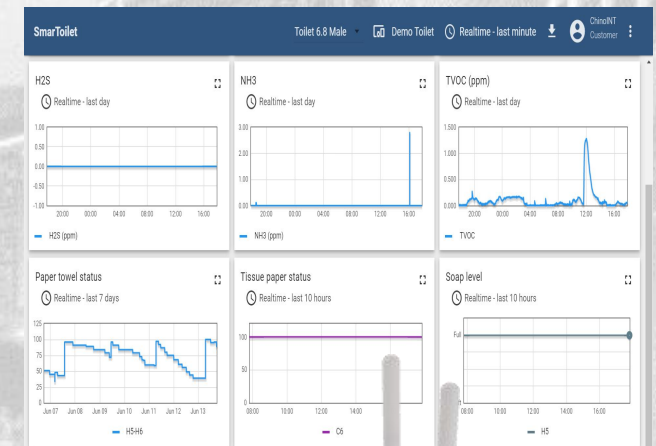 SmarToilet
Toilet 6.8 Male
Demo Toilet
Realtime - last minute
ChinoINT
Customer
H2S
Realtime - last day
1.00
0.50
0.00
-0.50
-1.00
20:00 00:00 04:00 08:00 12:00 16:00
H2S (ppm)
NH3
Realtime - last day
3.00
2.00
1.00
0.00
20:00 00:00 04:00 08:00 12:00 16:00
NH3 (ppm)
TVOC (ppm)
Realtime - last day
1.500
1.000
0.500
0.000
20:00 00:00 04:00 08:00 12:00 16:00
TVOC
Paper towel status
Realtime - last 7 days
125
100
75
50
25
0
Jun 07 Jun 08 Jun 09 Jun 10 Jun 11 Jun 12 Jun 13
H5-H6
Tissue paper status
Realtime - last 10 hours
100
50
0
08:00 10:00 12:00 14:00
C6
Soap level
Realtime - last 10 hours
Full
08:00 10:00 12:00 14:00 16:00
H5